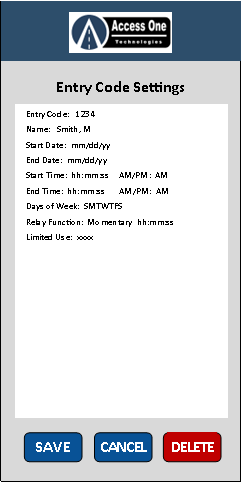 Access One
Technologies
Entry Code Settings
Entry Code: 1234
Name: Smith, M
Start Date: mm/dd/yy
End Date: mm/dd/yy
Start Time: hh:mm:ss AM/PM: AM
End Time: hh:mm:ss AM/PM: AM
Days of Week: SMTWTFS
Relay Function: Momentary hh:mm:ss
Limited Use: xxxx
SAVE CANCEL DELETE